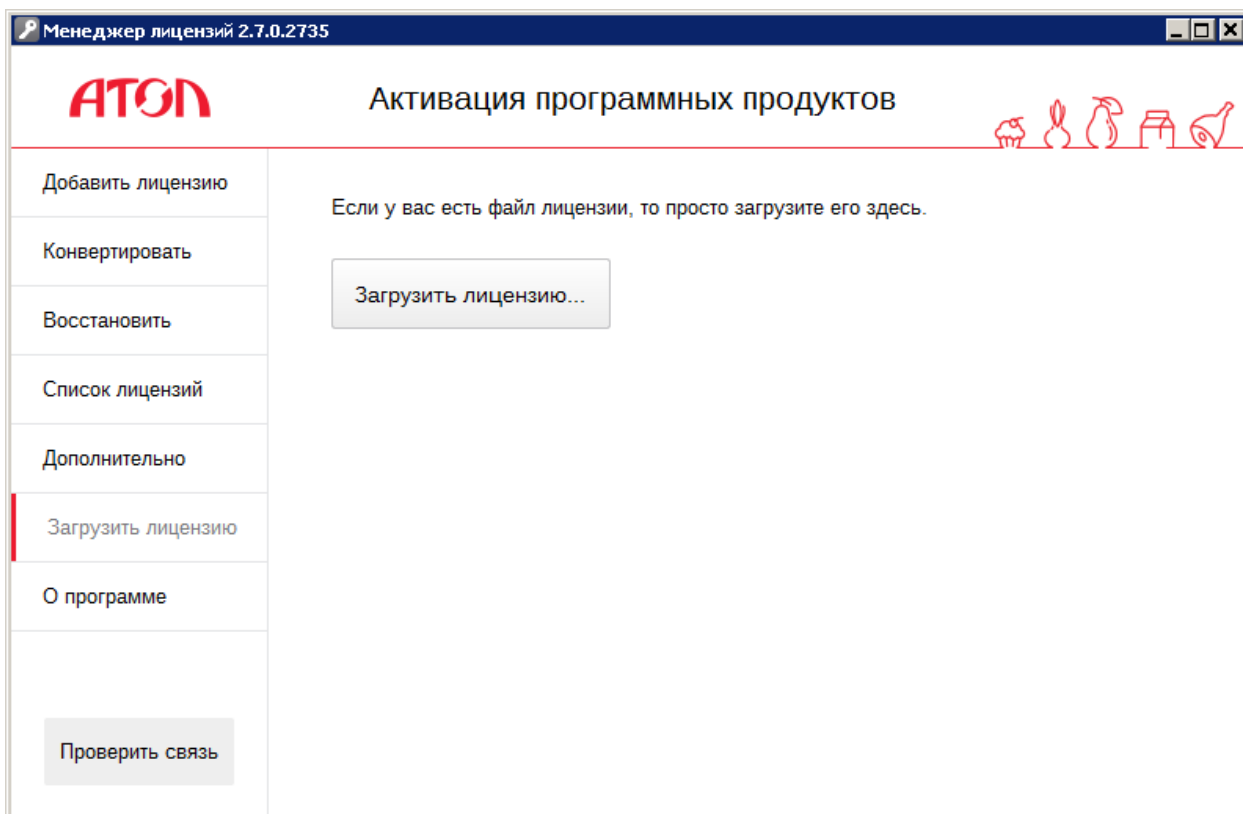 Менеджер лицензий 2.7.0.2735
АТОЛ
Активация программных продуктов
Добавить лицензию
Конвертировать
Восстановить
Список лицензий
Дополнительно
Загрузить лицензию
О программе
Проверить связь
Если у вас есть файл лицензии, то просто загрузите его здесь.
Загрузить лицензию...